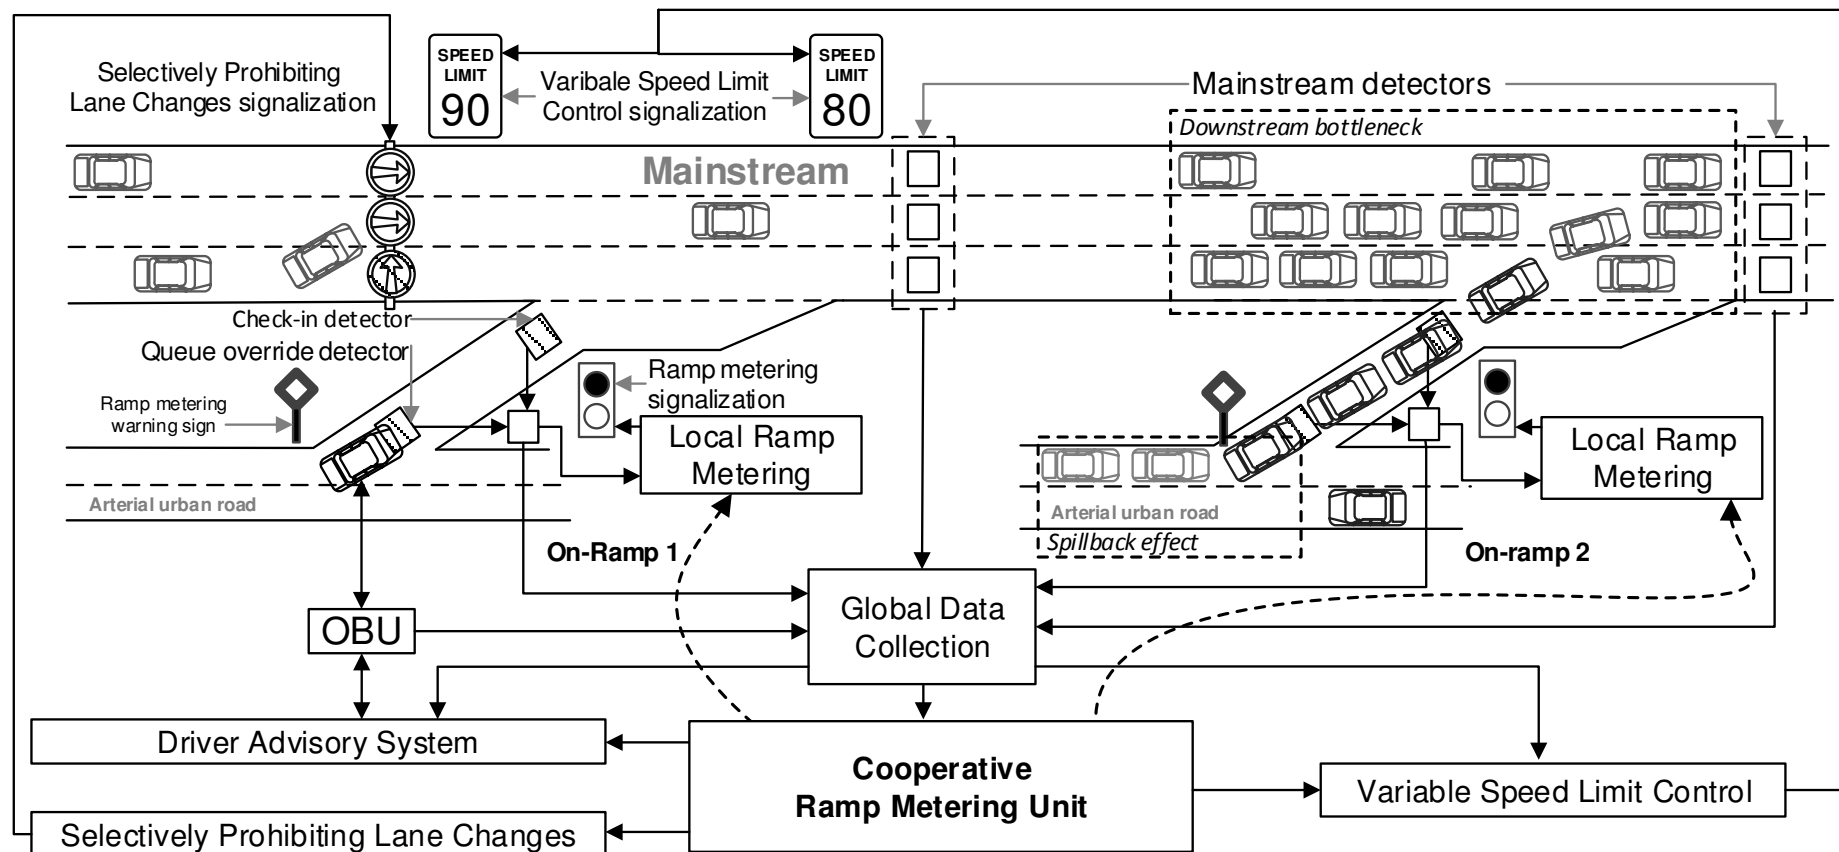 SPEED
LIMIT
90
SPEED
LIMIT
80
Selectively Prohibiting
Lane Changes signalization
Varibale Speed Limit
Control signalization
Mainstream detectors
Downstream bottleneck
Mainstream
Check-in detector
Queue override detector
Ramp metering
warning sign
Ramp metering
signalization
Local Ramp
Metering
Local Ramp
Metering
Arterial urban road
Arterial urban road
Spillback effect
On-Ramp 1
On-ramp 2
OBU
Global Data
Collection
Driver Advisory System
Cooperative
Ramp Metering Unit
Variable Speed Limit Control
Selectively Prohibiting Lane Changes